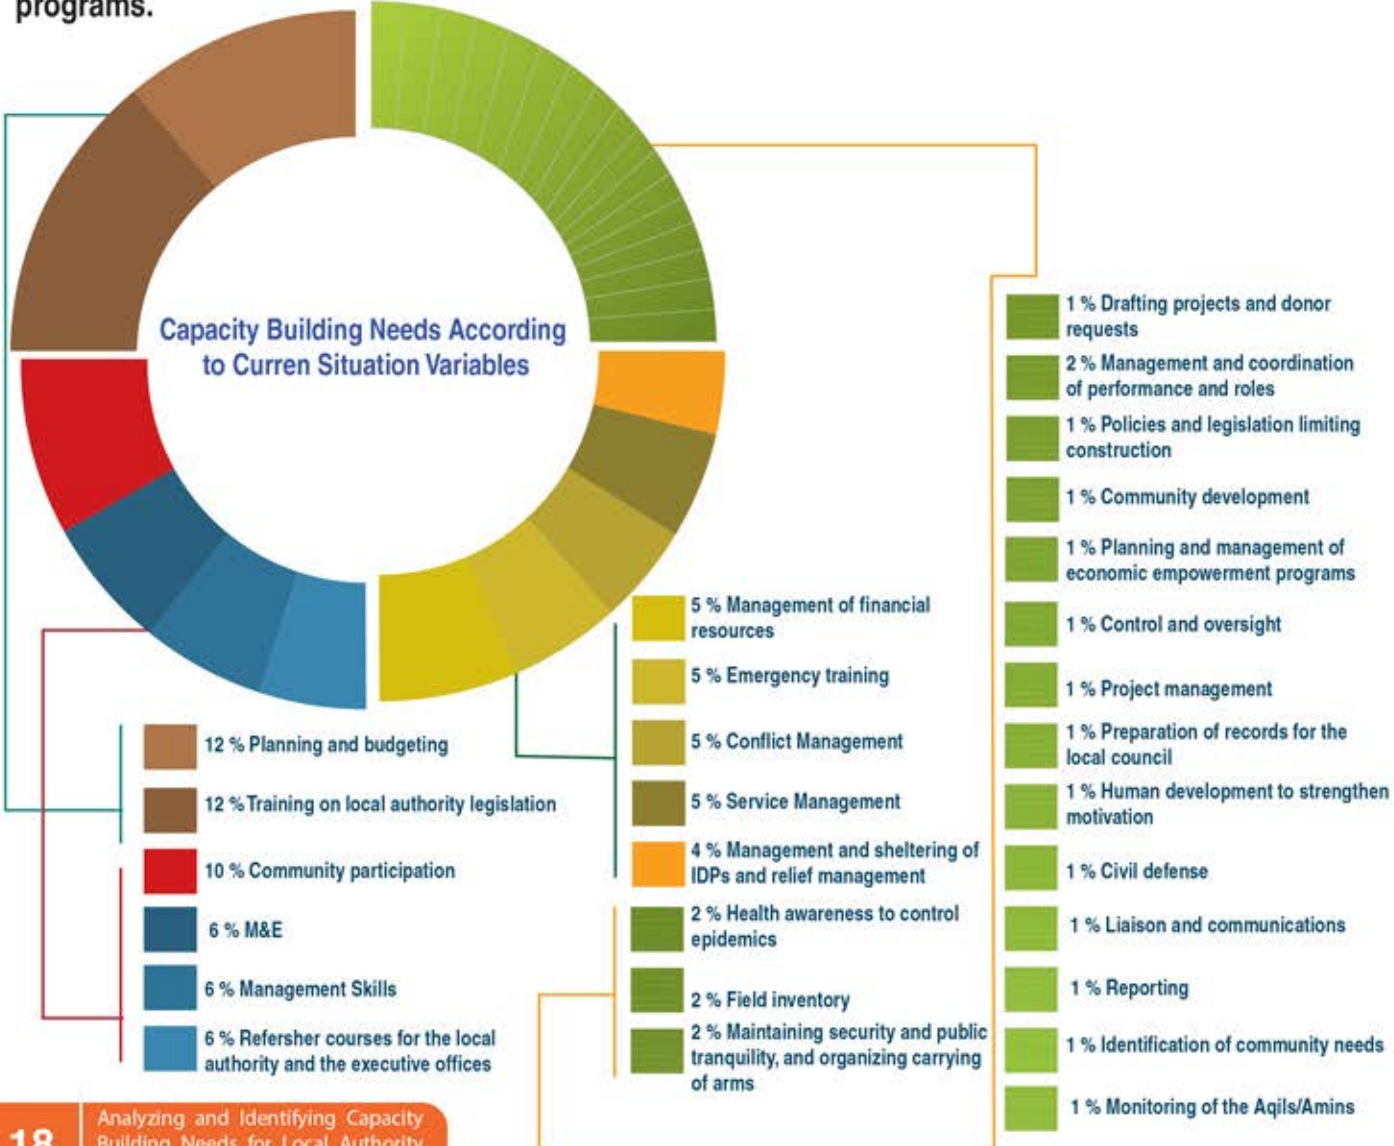 programs.
Capacity Building Needs According
to Curren Situation Variables
12 % Planning and budgeting
12 % Training on local authority legislation
10 % Community participation
6 % M&E
6 % Management Skills
6 % Refersher courses for the local
authority and the executive offices
5 % Management of financial
resources
5 % Emergency training
5 % Conflict Management
5 % Service Management
4 % Management and sheltering of
IDPs and relief management
2 % Health awareness to control
epidemics
2 % Field inventory
2 % Maintaining security and public
tranquility, and organizing carrying
of arms
1 % Drafting projects and donor
requests
2 % Management and coordination
of performance and roles
1 % Policies and legislation limiting
construction
1 % Community development
1 % Planning and management of
economic empowerment programs
1 % Control and oversight
1 % Project management
1 % Preparation of records for the
local council
1 % Human development to strengthen
motivation
1 % Civil defense
1 % Liaison and communications
1 % Reporting
1 % Identification of community needs
1 % Monitoring of the Aqils/Amins
18
Analyzing and Identifying Capacity
Building Needs for Local Authority